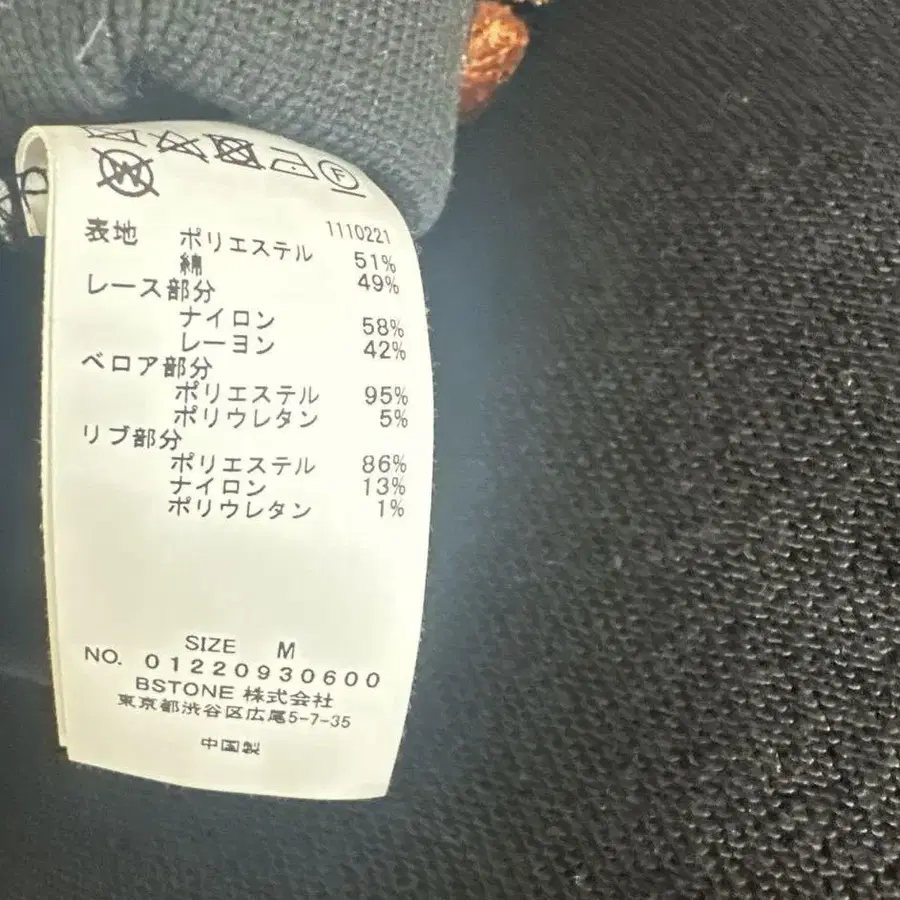 F
W
1110221
表地 ポリエステル 51%
綿 49%
レース部分
ナイロン 58%
レーヨン 42%
ベロア部分
ポリエステル 95%
ポリウレタン 5%
リブ部分
ポリエステル 86%
ナイロン 13%
ポリウレタン 1%
SIZE M
NO. 01220930600
BSTONE 株式会社
東京都渋谷区広尾5-7-35
中国製